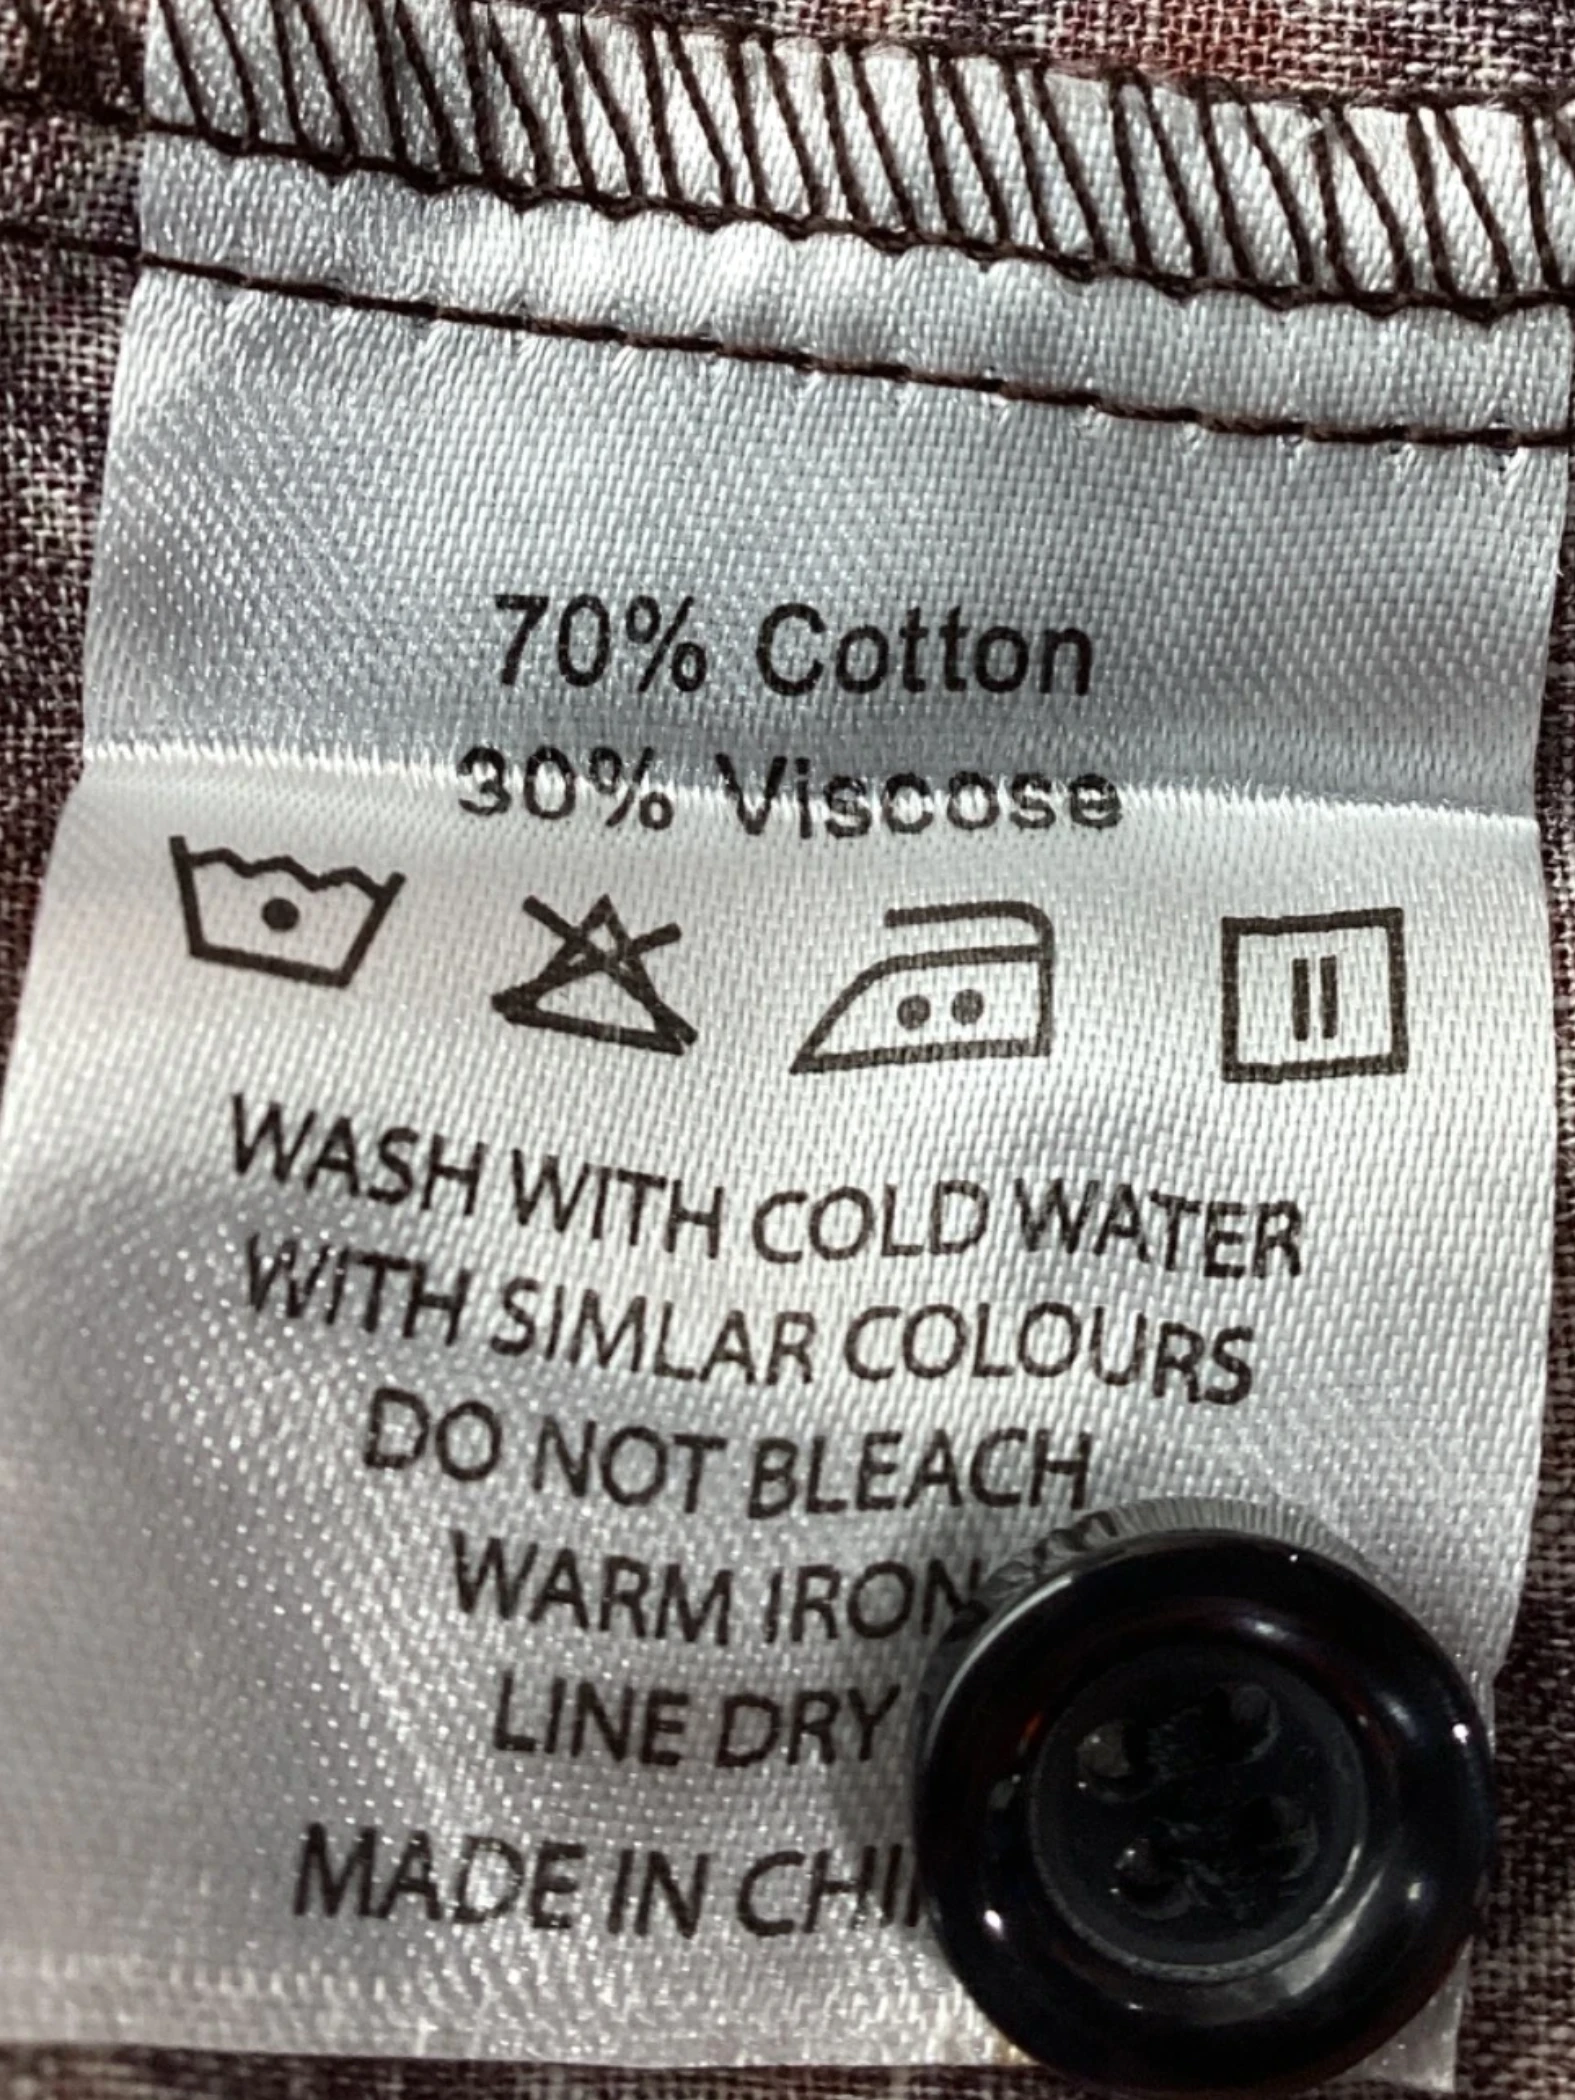 70% Cotton
30% Viscose
WASH WITH COLD WATER
WITH SIMLAR COLOURS
DO NOT BLEACH
WARM IRON
LINE DRY
MADE IN CHI